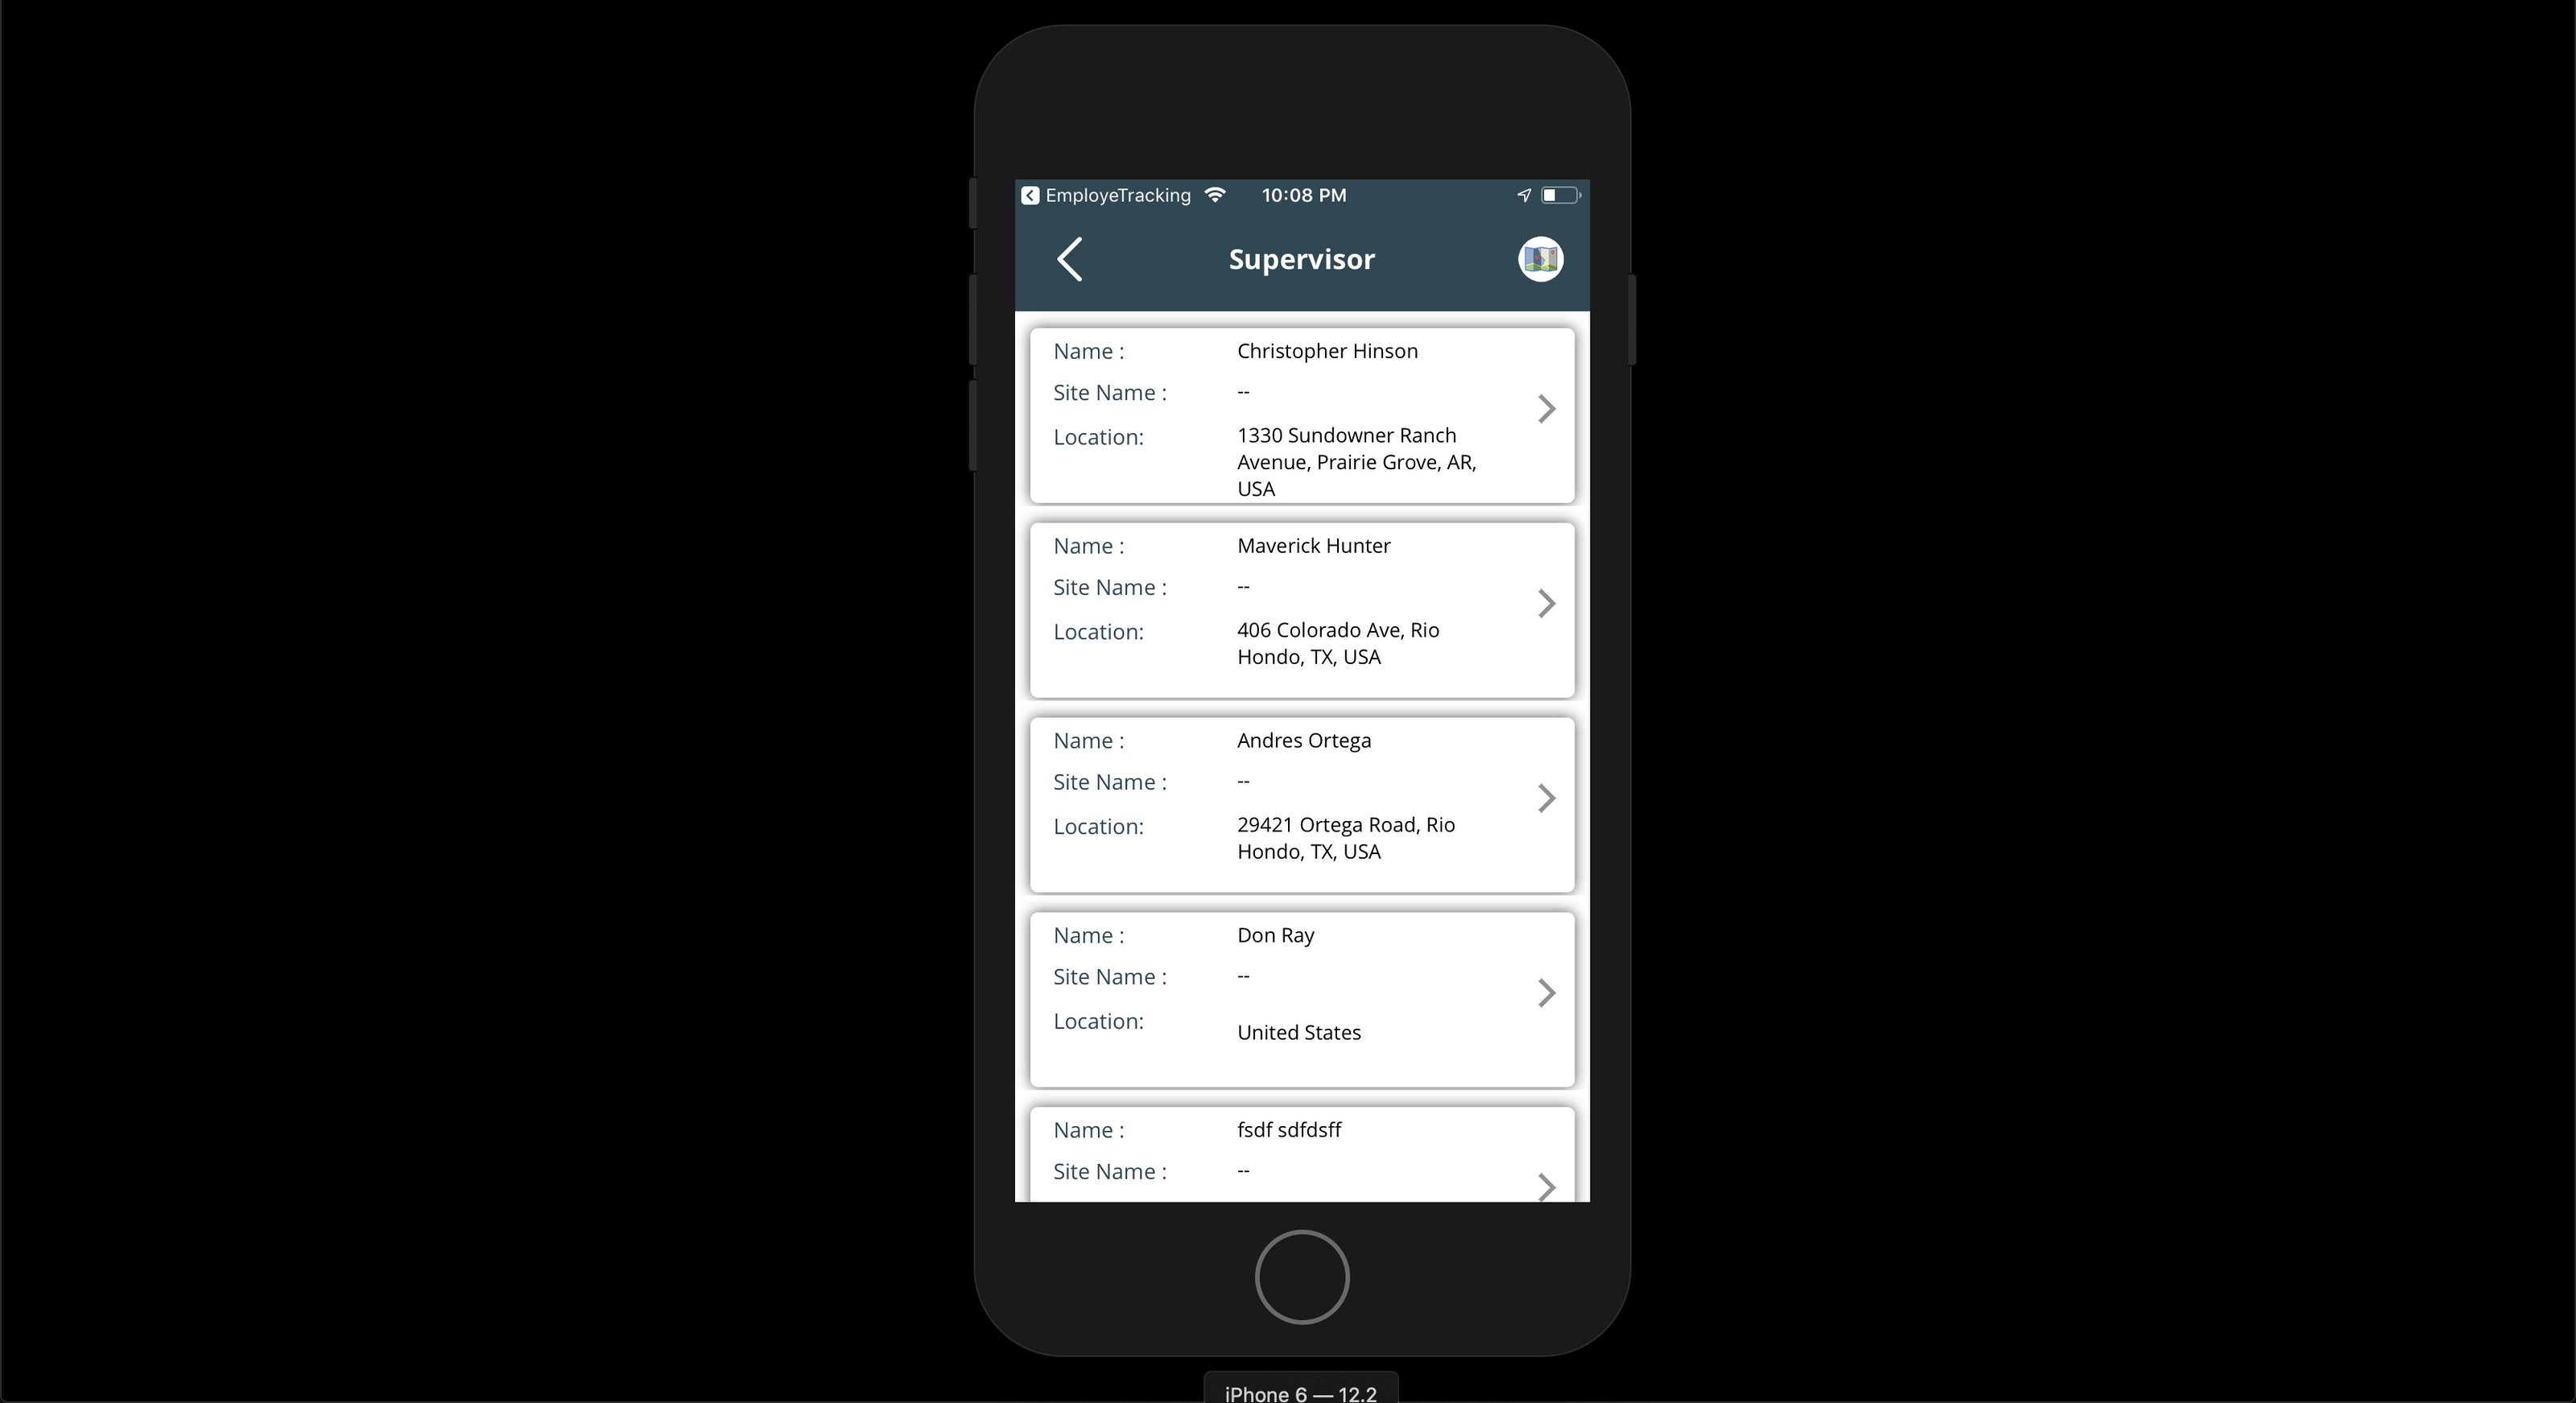 EmployeTracking 10:08 PM
Supervisor
Name : Christopher Hinson
Site Name : --
Location: 1330 Sundowner Ranch
Avenue, Prairie Grove, AR,
USA
Name : Maverick Hunter
Site Name : --
Location: 406 Colorado Ave, Rio
Hondo, TX, USA
Name : Andres Ortega
Site Name : --
Location: 29421 Ortega Road, Rio
Hondo, TX, USA
Name : Don Ray
Site Name : --
Location: United States
Name : fsdf sdfdsff
Site Name : --
iPhone 6 — 12.2